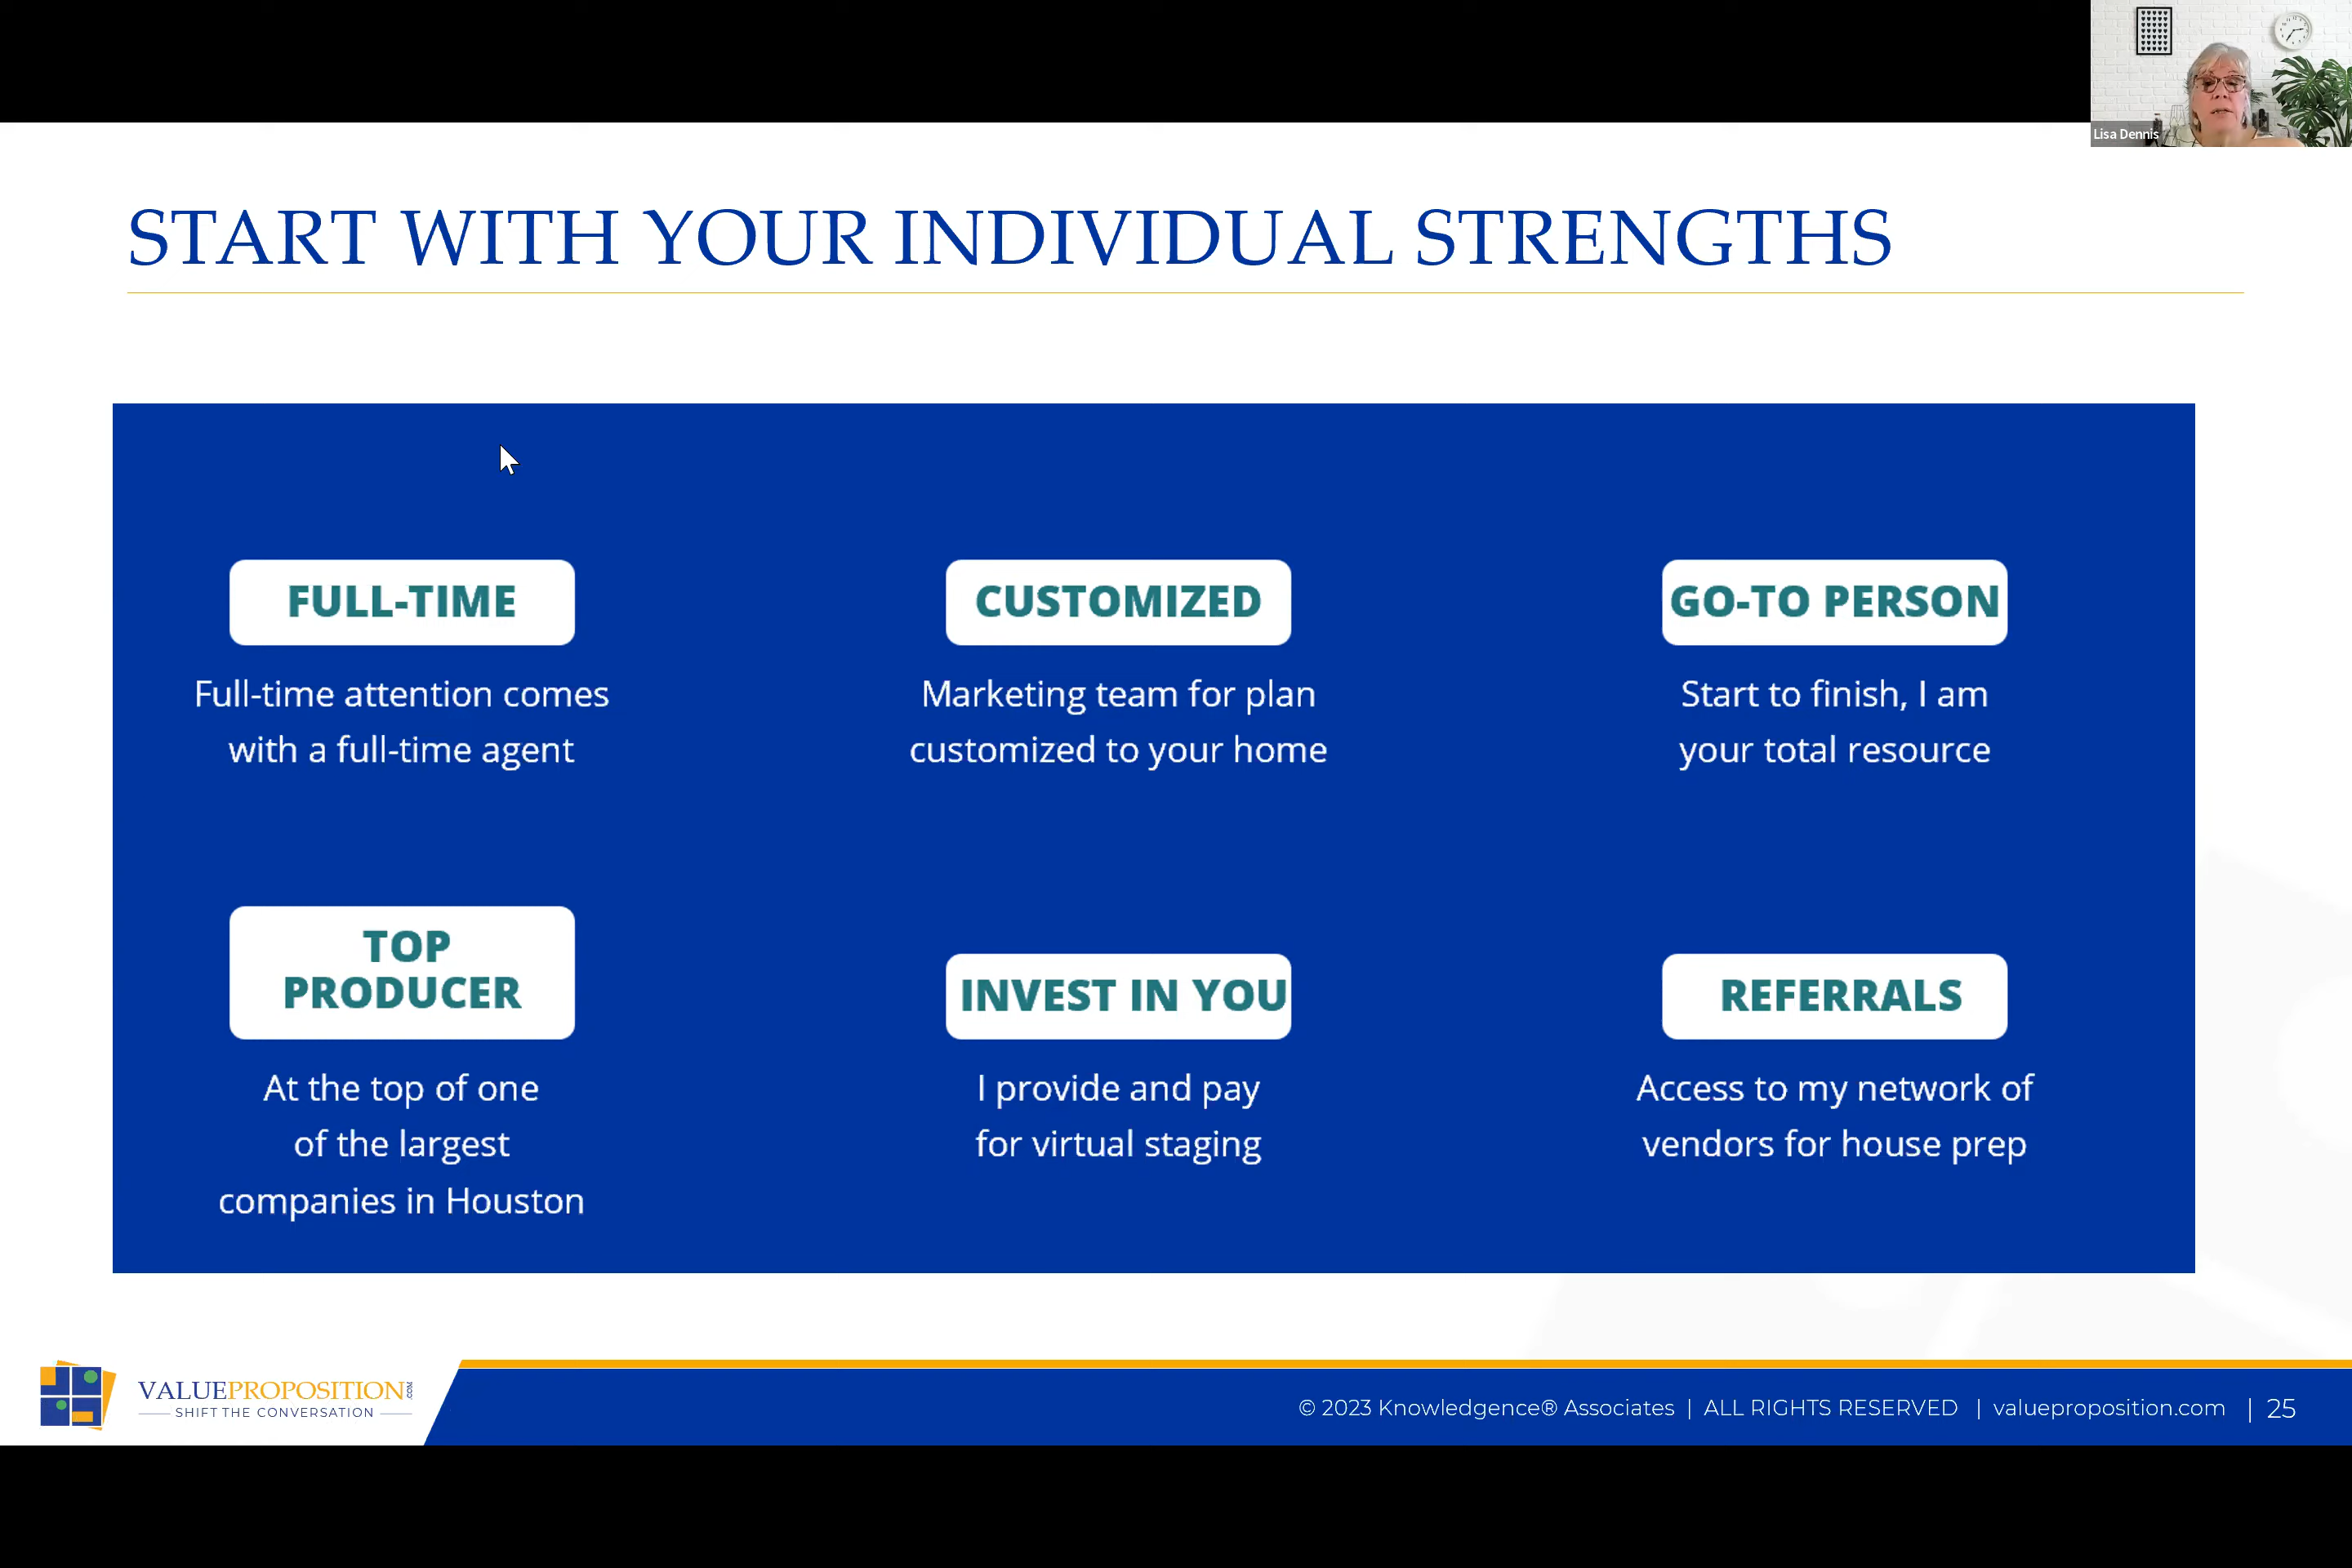 Lisa Dennis
START WITH YOUR INDIVIDUAL STRENGTHS
FULL-TIME
Full-time attention comes
with a full-time agent
CUSTOMIZED
Marketing team for plan
customized to your home
GO-TO PERSON
Start to finish, I am
your total resource
TOP
PRODUCER
At the top of one
of the largest
companies in Houston
INVEST IN YOU
I provide and pay
for virtual staging
REFERRALS
Access to my network of
vendors for house prep
VALUEPROPOSITION.COM
SHIFT THE CONVERSATION
© 2023 Knowledgence® Associates | ALL RIGHTS RESERVED | valueproposition.com | 25